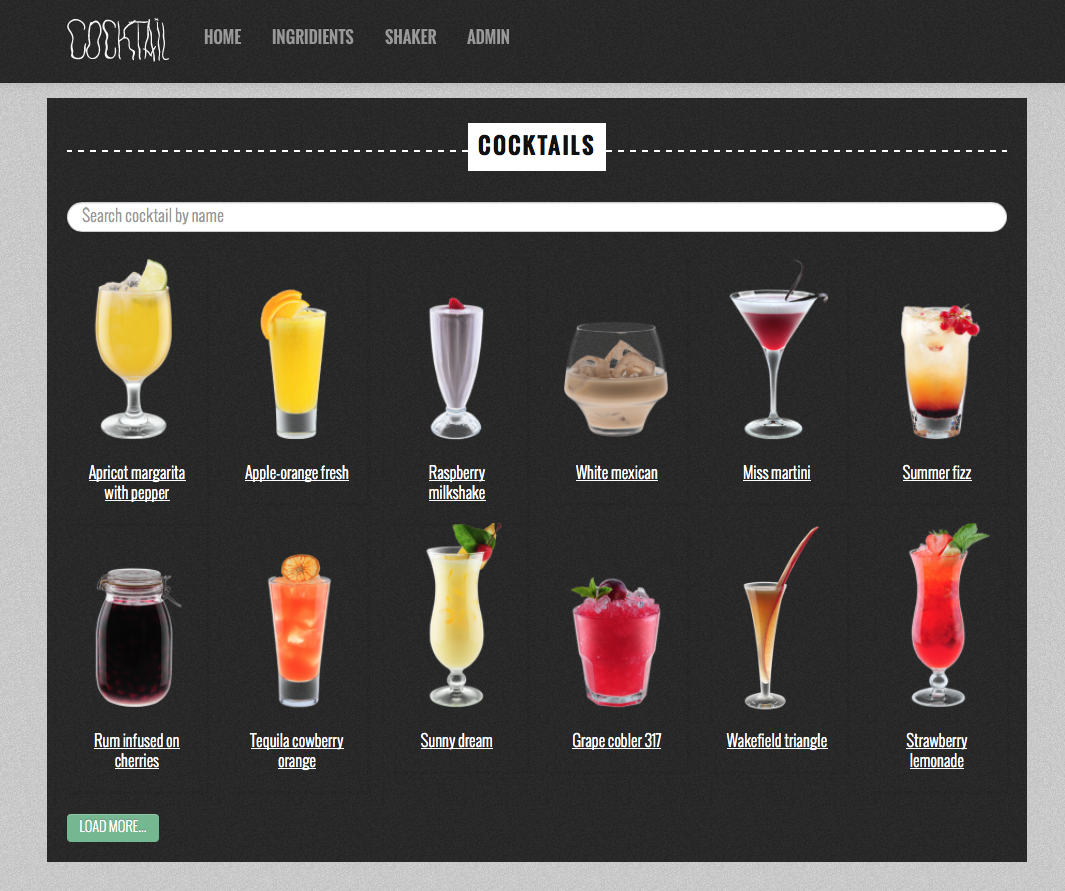 COCKTAIL HOME INGRIDIENTS SHAKER ADMIN
COCKTAILS
Search cocktail by name
Apricot margarita
with pepper
Apple-orange fresh
Raspberry
milkshake
White mexican
Miss martini
Summer fizz
Rum infused on
cherries
Tequila cowberry
orange
Sunny dream
Grape cobler 317
Wakefield triangle
Strawberry
lemonade
LOAD MORE...